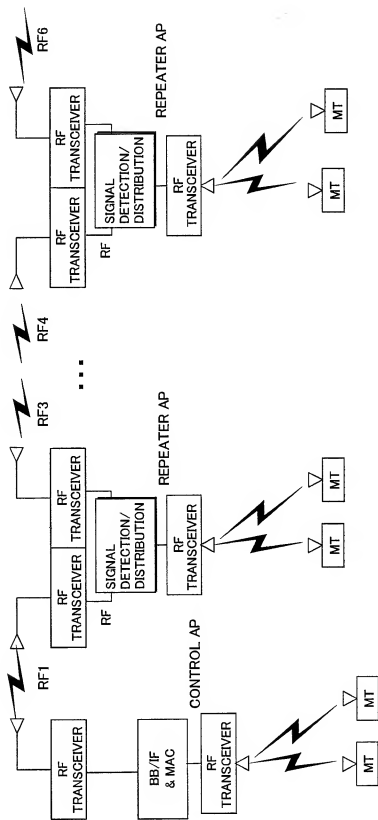 RF1
RF3
RF4
RF6
RF
TRANSCEIVER
BB/IF
& MAC
RF
TRANSCEIVER
CONTROL AP
MT
MT
RF
TRANSCEIVER
RF
TRANSCEIVER
RF
SIGNAL
DETECTION/
DISTRIBUTION
RF
TRANSCEIVER
REPEATER AP
MT
MT
...
RF
TRANSCEIVER
RF
TRANSCEIVER
RF
SIGNAL
DETECTION/
DISTRIBUTION
RF
TRANSCEIVER
REPEATER AP
MT
MT